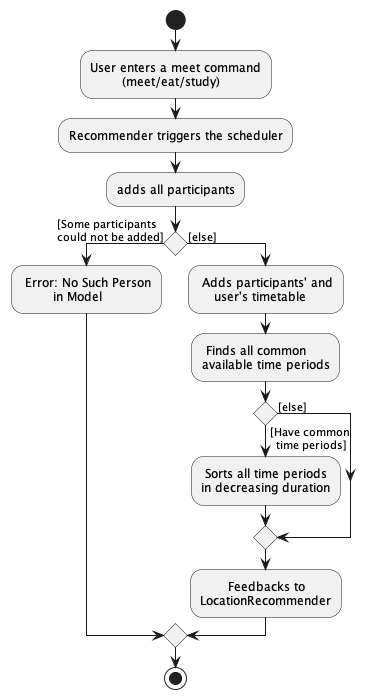 User enters a meet command
(meet/eat/study)
Recommender triggers the scheduler
adds all participants
[Some participants
could not be added]
[else]
Error: No Such Person
in Model
Adds participants' and
user's timetable
Finds all common
available time periods
[else]
[Have common
time periods]
Sorts all time periods
in decreasing duration
Feedbacks to
LocationRecommender